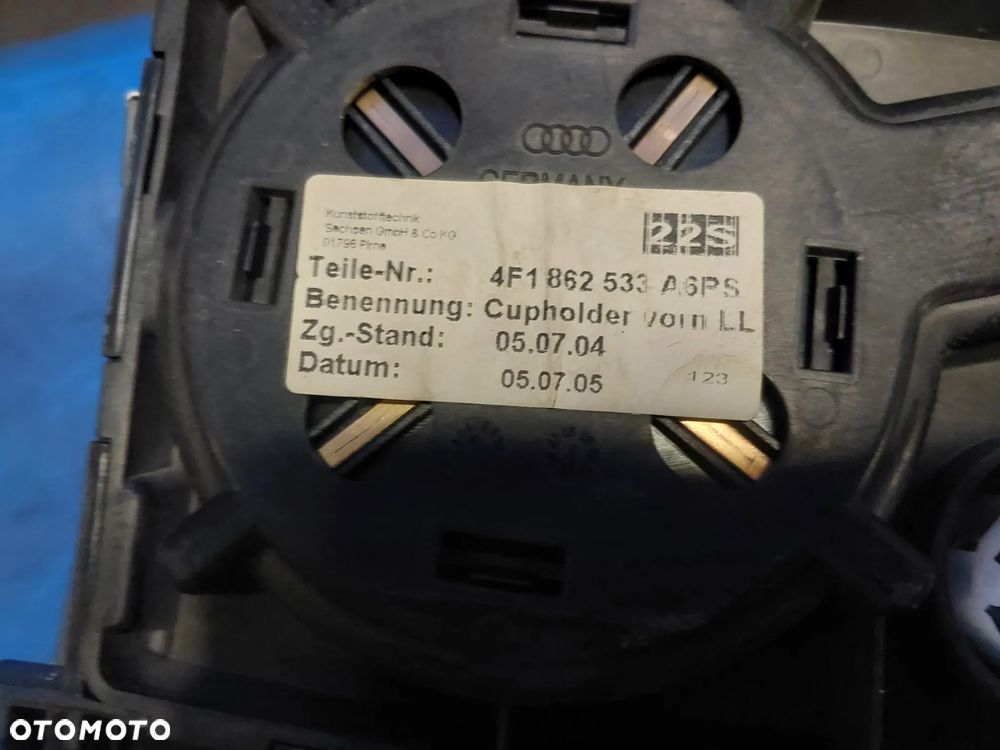 GERMANY
Kunststofftechnik
Sachsen GmbH & Co KG
01796 Pirna
22S
Teile-Nr.: 4F1 862 533 A 6PS
Benennung: Cupholder vorn LL
Zg.-Stand: 05.07.04
Datum: 05.07.05
123
OTOMOTO